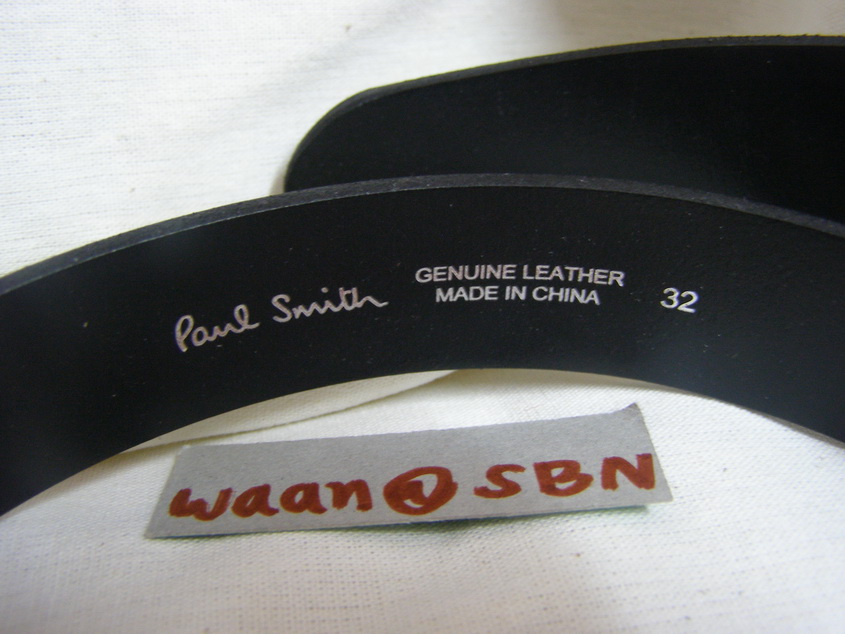 Paul Smith
GENUINE LEATHER
MADE IN CHINA
32
waan@SBN